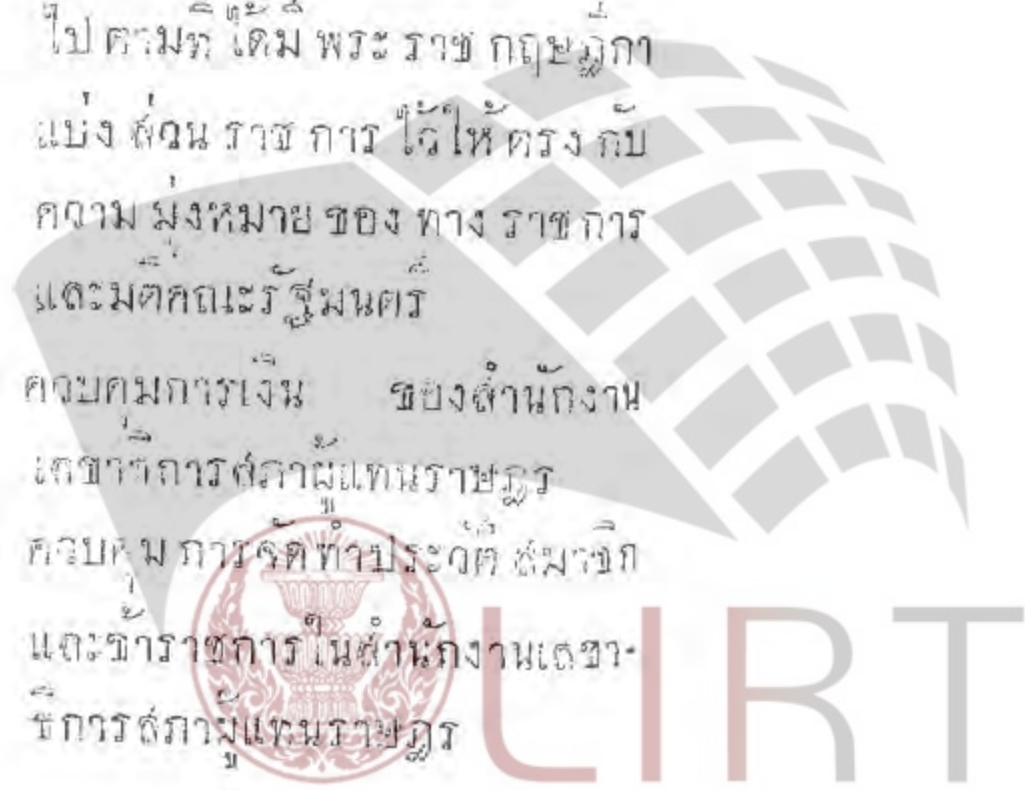 ไป ตามที่ ได้มี พระ ราช กฤษฎีกา
แบ่ง ส่วน ราช การ ไว้ให้ ตรง กับ
ความ มุ่งหมาย ของ ทาง ราช การ
และมติคณะรัฐมนตรี
ควบคุมการเงิน ของสำนักงาน
เลขาธิการสภาผู้แทนราษฎร
ควบคุม การจัดทำประวัติ สมาชิก
และข้าราชการในสำนักงานเลขา-
ธิการสภาผู้แทนราษฎร
LIRT